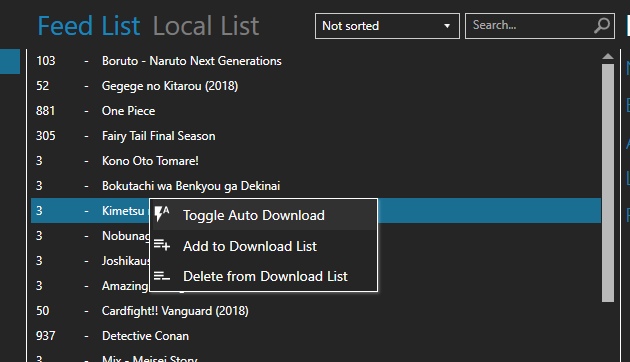 Feed List Local List Not sorted Search...
103 - Boruto - Naruto Next Generations
52 - Gegege no Kitarou (2018)
881 - One Piece
305 - Fairy Tail Final Season
3 - Kono Oto Tomare!
3 - Bokutachi wa Benkyou ga Dekinai
3 - Kimetsu
Toggle Auto Download
3 - Nobunag
Add to Download List
3 - Joshikaus
Delete from Download List
3 - Amazing
50 - Cardfight!! Vanguard (2018)
937 - Detective Conan
3 - Mix - Meisei Story